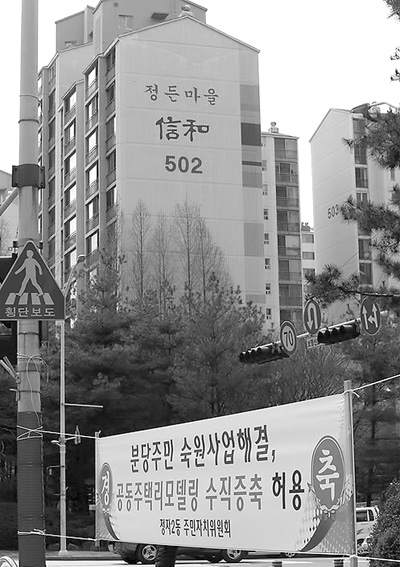 정든마을
信和
502
503
횡단보도
70
분당주민 숙원사업해결,
경 공동주택리모델링 수직증축 허용 축
정자2동 주민자치위원회